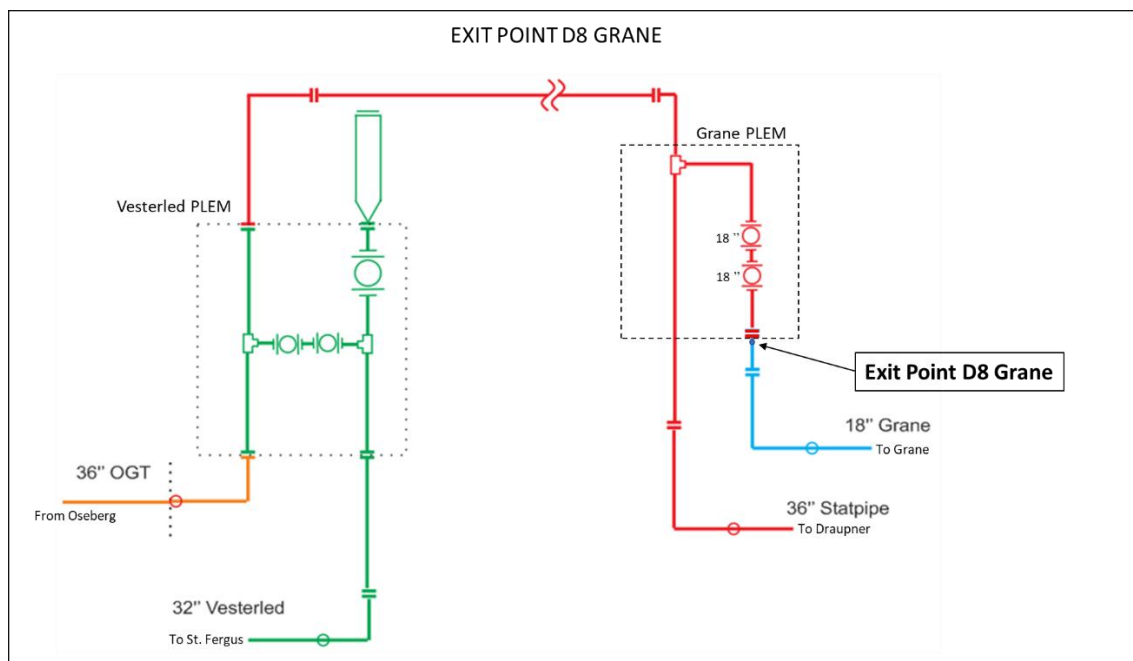 EXIT POINT D8 GRANE
Grane PLEM
Vesterled PLEM
18 "
18 "
Exit Point D8 Grane
18" Grane
To Grane
36" OGT
From Oseberg
36" Statpipe
To Draupner
32" Vesterled
To St. Fergus